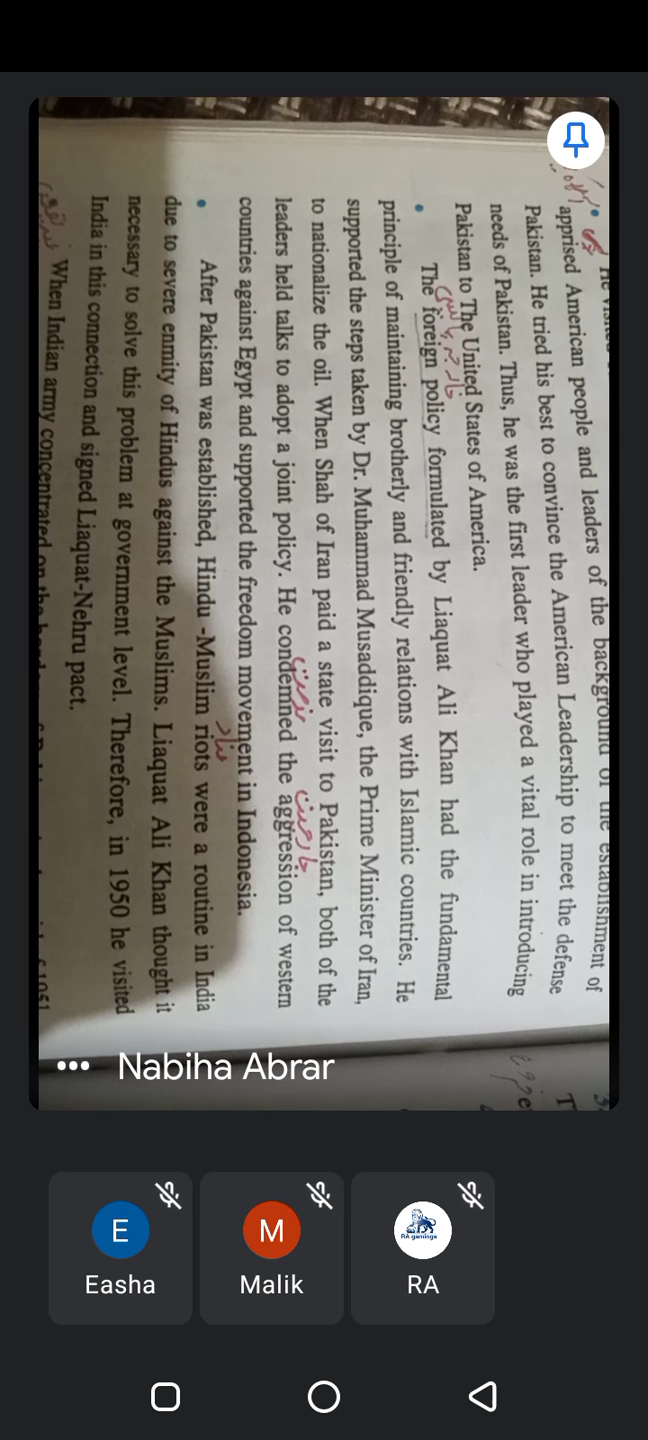 He visited
apprised American people and leaders of the background of the establishment of
Pakistan. He tried his best to convince the American Leadership to meet the defense
needs of Pakistan. Thus, he was the first leader who played a vital role in introducing
Pakistan to The United States of America.
خارجہ پالیسی
• The foreign policy formulated by Liaquat Ali Khan had the fundamental
principle of maintaining brotherly and friendly relations with Islamic countries. He
supported the steps taken by Dr. Muhammad Musaddique, the Prime Minister of Iran,
to nationalize the oil. When Shah of Iran paid a state visit to Pakistan, both of the
leaders held talks to adopt a joint policy. He condemned the aggression of western
countries against Egypt and supported the freedom movement in Indonesia.
• After Pakistan was established, Hindu -Muslim riots were a routine in India
due to severe enmity of Hindus against the Muslims. Liaquat Ali Khan thought it
necessary to solve this problem at government level. Therefore, in 1950 he visited
India in this connection and signed Liaquat-Nehru pact.
When Indian army concentrated on the
Nabiha Abrar
E
Easha
M
Malik
RA gaminga
RA